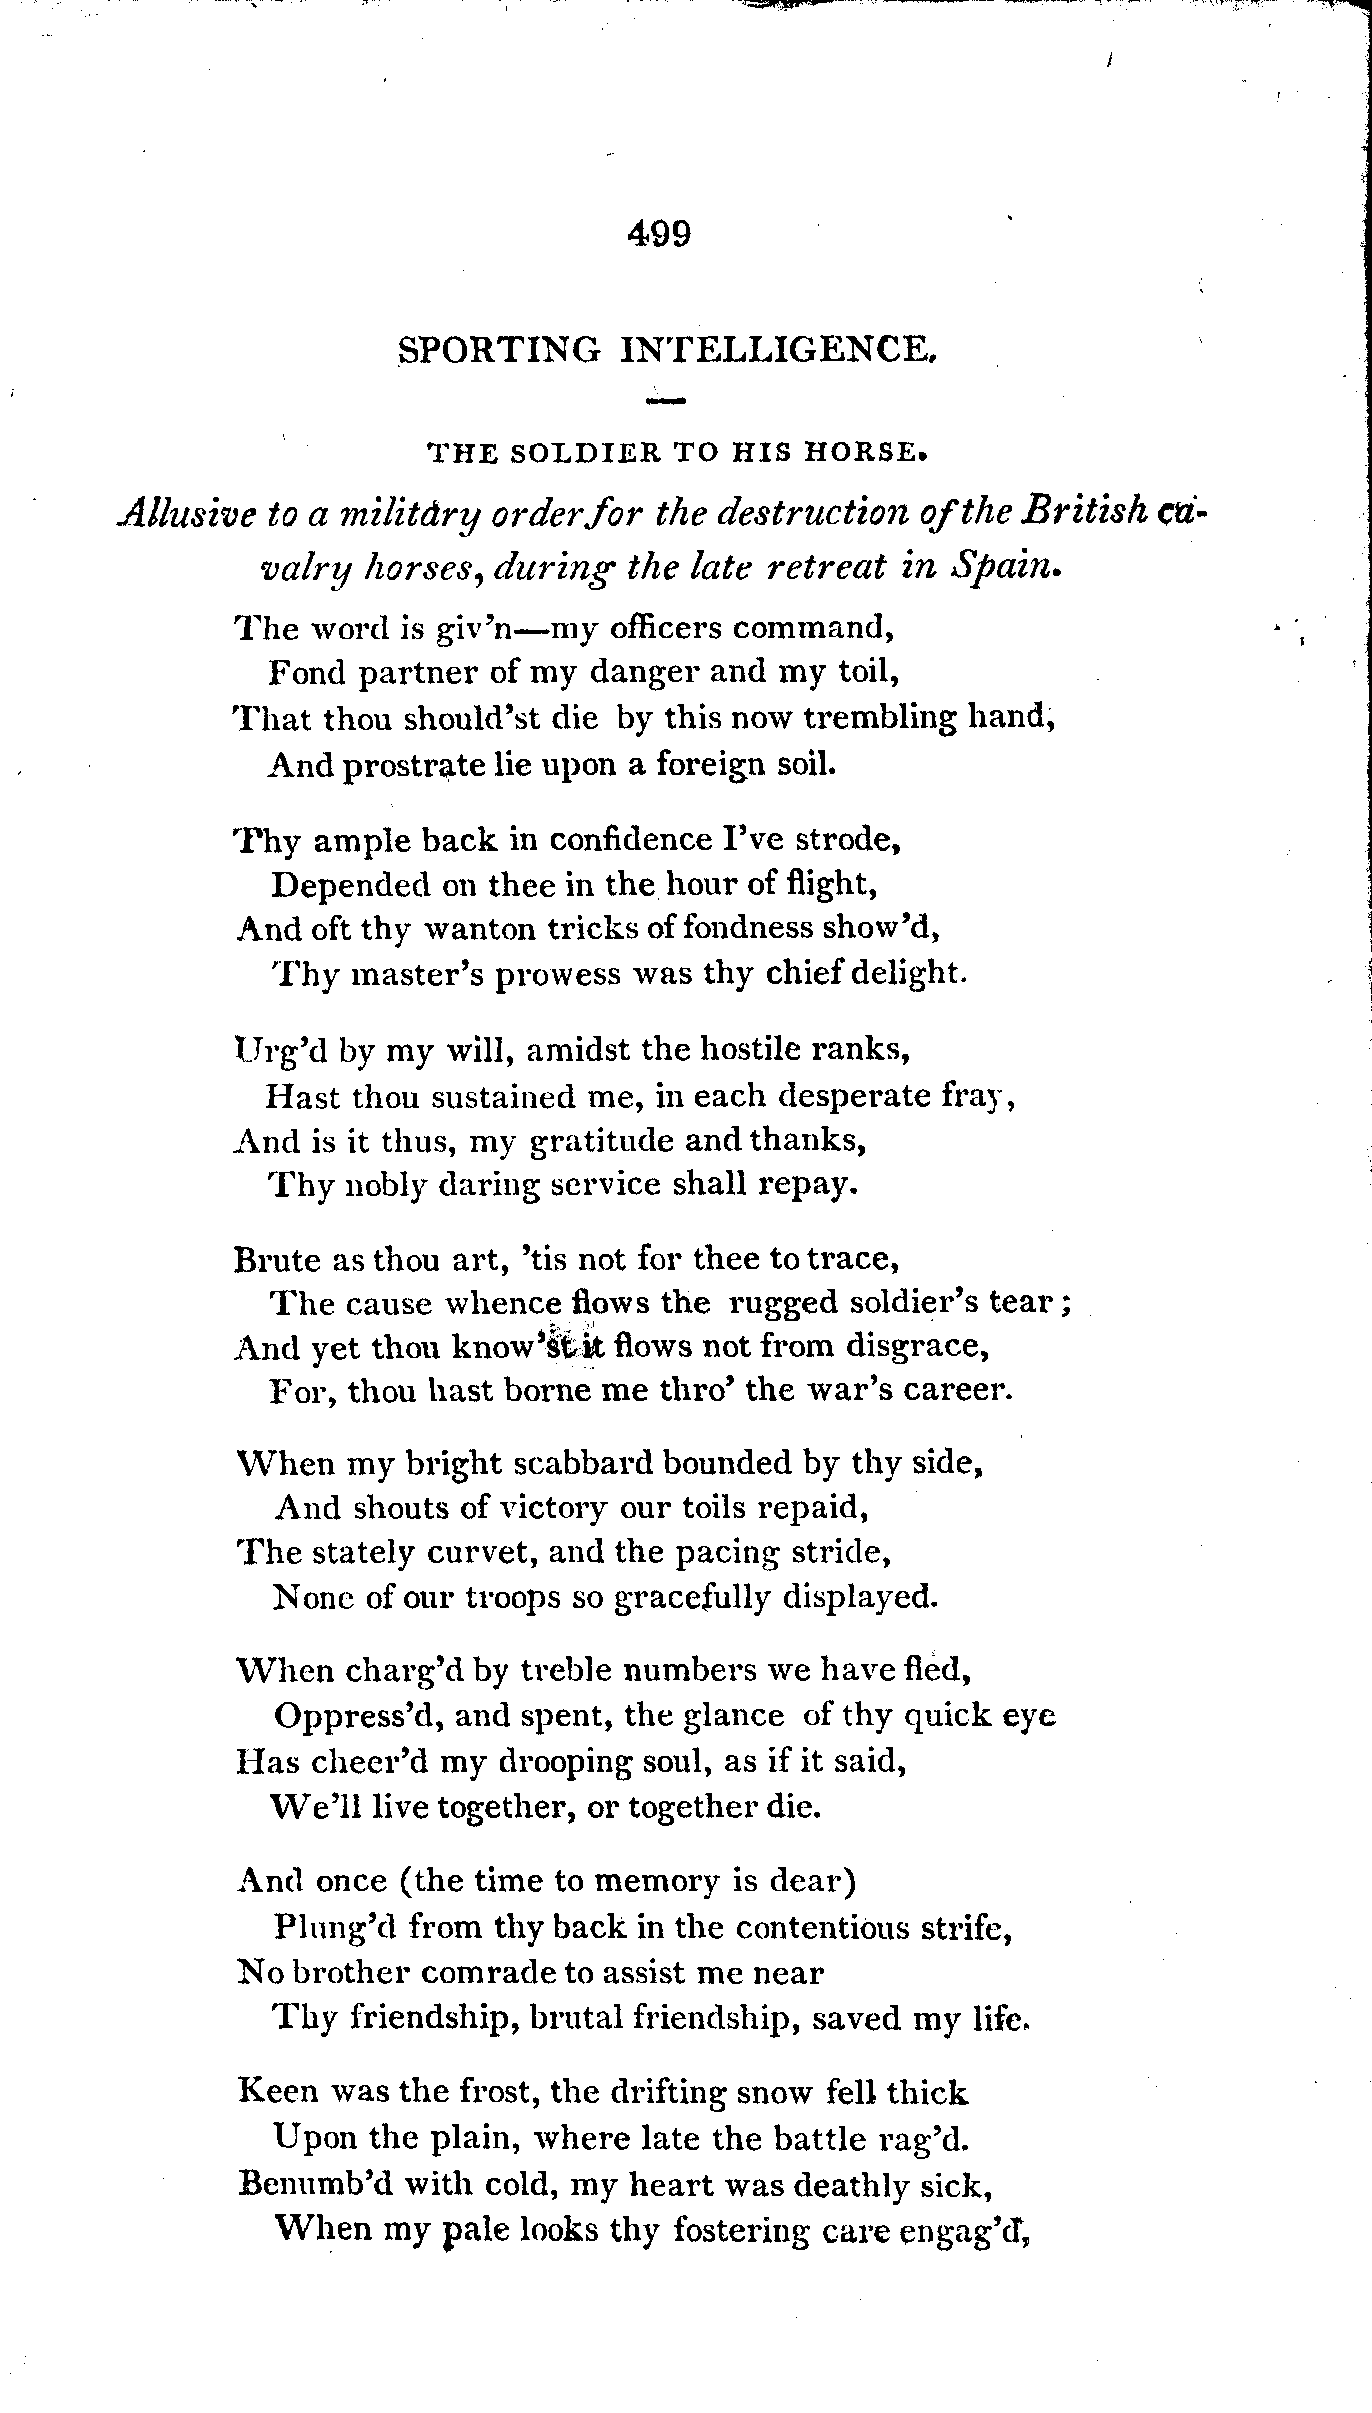 499
SPORTING INTELLIGENCE.
THE SOLDIER TO HIS HORSE.
Allusive to a military order for the destruction of the British ca-
valry horses, during the late retreat in Spain.
The word is giv'n—my officers command,
Fond partner of my danger and my toil,
That thou should'st die by this now trembling hand,
And prostrate lie upon a foreign soil.
Thy ample back in confidence I've strode,
Depended on thee in the hour of flight,
And oft thy wanton tricks of fondness show'd,
Thy master's prowess was thy chief delight.
Urg'd by my will, amidst the hostile ranks,
Hast thou sustained me, in each desperate fray,
And is it thus, my gratitude and thanks,
Thy nobly daring service shall repay.
Brute as thou art, 'tis not for thee to trace,
The cause whence flows the rugged soldier's tear;
And yet thou know'st it flows not from disgrace,
For, thou hast borne me thro' the war's career.
When my bright scabbard bounded by thy side,
And shouts of victory our toils repaid,
The stately curvet, and the pacing stride,
None of our troops so gracefully displayed.
When charg'd by treble numbers we have fled,
Oppress'd, and spent, the glance of thy quick eye
Has cheer'd my drooping soul, as if it said,
We'll live together, or together die.
And once (the time to memory is dear)
Plung'd from thy back in the contentious strife,
No brother comrade to assist me near
Thy friendship, brutal friendship, saved my life.
Keen was the frost, the drifting snow fell thick
Upon the plain, where late the battle rag'd.
Benumb'd with cold, my heart was deathly sick,
When my pale looks thy fostering care engag'd,